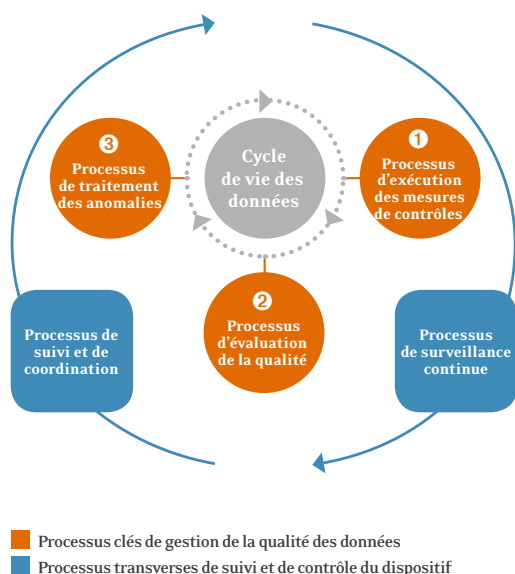 ❸
Processus
de traitement
des anomalies
Cycle
de vie des
données
❶
Processus
d'exécution
des mesures
de contrôles
❷
Processus
d'évaluation
de la qualité
Processus de
suivi et de
coordination
Processus
de surveillance
continue
Processus clés de gestion de la qualité des données
Processus transverses de suivi et de contrôle du dispositif